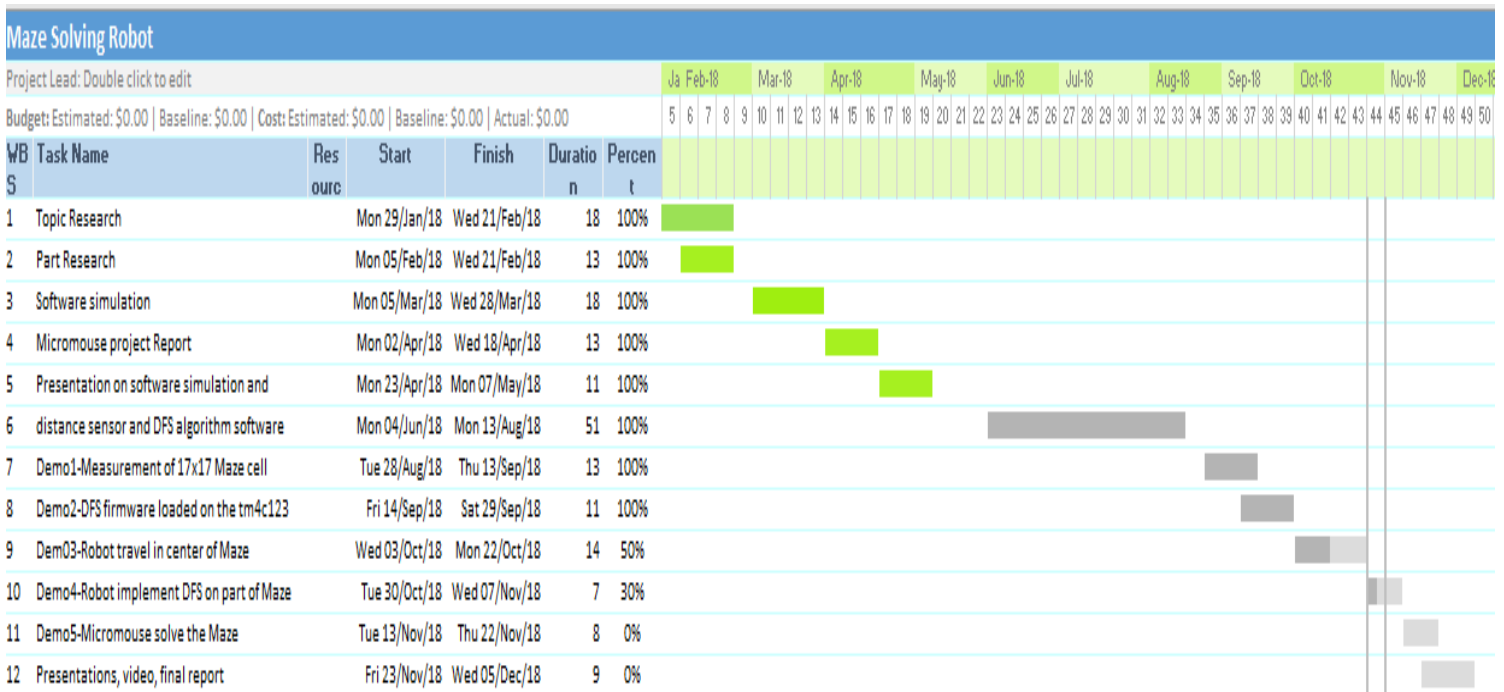 Maze Solving Robot
Project Lead: Double click to edit
Ja Feb-18 Mar-18 Apr-18 May-18 Jun-18 Jul-18 Aug-18 Sep-18 Oct-18 Nov-18 Dec-18
Budget: Estimated: $0.00 | Baseline: $0.00 | Cost: Estimated: $0.00 | Baseline: $0.00 | Actual: $0.00
5 6 7 8 9 10 11 12 13 14 15 16 17 18 19 20 21 22 23 24 25 26 27 28 29 30 31 32 33 34 35 36 37 38 39 40 41 42 43 44 45 46 47 48 49 50
WB Task Name Res Start Finish Duratio Percen
S ourc n t
1 Topic Research Mon 29/Jan/18 Wed 21/Feb/18 18 100%
2 Part Research Mon 05/Feb/18 Wed 21/Feb/18 13 100%
3 Software simulation Mon 05/Mar/18 Wed 28/Mar/18 18 100%
4 Micromouse project Report Mon 02/Apr/18 Wed 18/Apr/18 13 100%
5 Presentation on software simulation and Mon 23/Apr/18 Mon 07/May/18 11 100%
6 distance sensor and DFS algorithm software Mon 04/Jun/18 Mon 13/Aug/18 51 100%
7 Demo1-Measurement of 17x17 Maze cell Tue 28/Aug/18 Thu 13/Sep/18 13 100%
8 Demo2-DFS firmware loaded on the tm4c123 Fri 14/Sep/18 Sat 29/Sep/18 11 100%
9 Dem03-Robot travel in center of Maze Wed 03/Oct/18 Mon 22/Oct/18 14 50%
10 Demo4-Robot implement DFS on part of Maze Tue 30/Oct/18 Wed 07/Nov/18 7 30%
11 Demo5-Micromouse solve the Maze Tue 13/Nov/18 Thu 22/Nov/18 8 0%
12 Presentations, video, final report Fri 23/Nov/18 Wed 05/Dec/18 9 0%